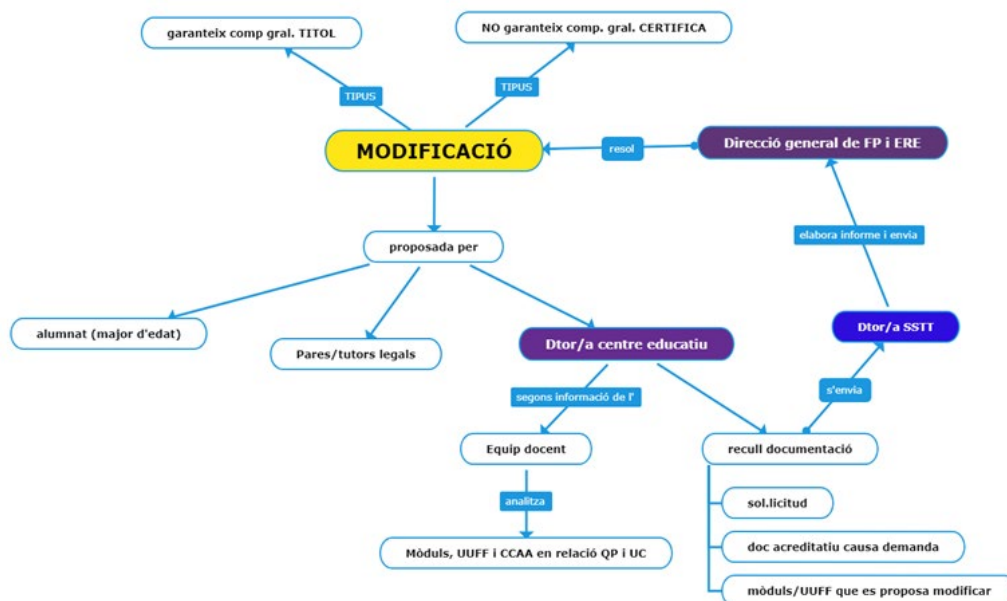 garanteix comp gral. TITOL
NO garanteix comp. gral. CERTIFICA
TIPUS
TIPUS
MODIFICACIÓ
resol
Direcció general de FP i ERE
elabora informe i envia
proposada per
alumnat (major d'edat)
Pares/tutors legals
Dtor/a centre educatiu
Dtor/a SSTT
segons informació de l'
s'envia
Equip docent
recull documentació
analitza
sol.licitud
Mòduls, UUFF i CCAA en relació QP i UC
doc acreditatiu causa demanda
mòduls/UUFF que es proposa modificar